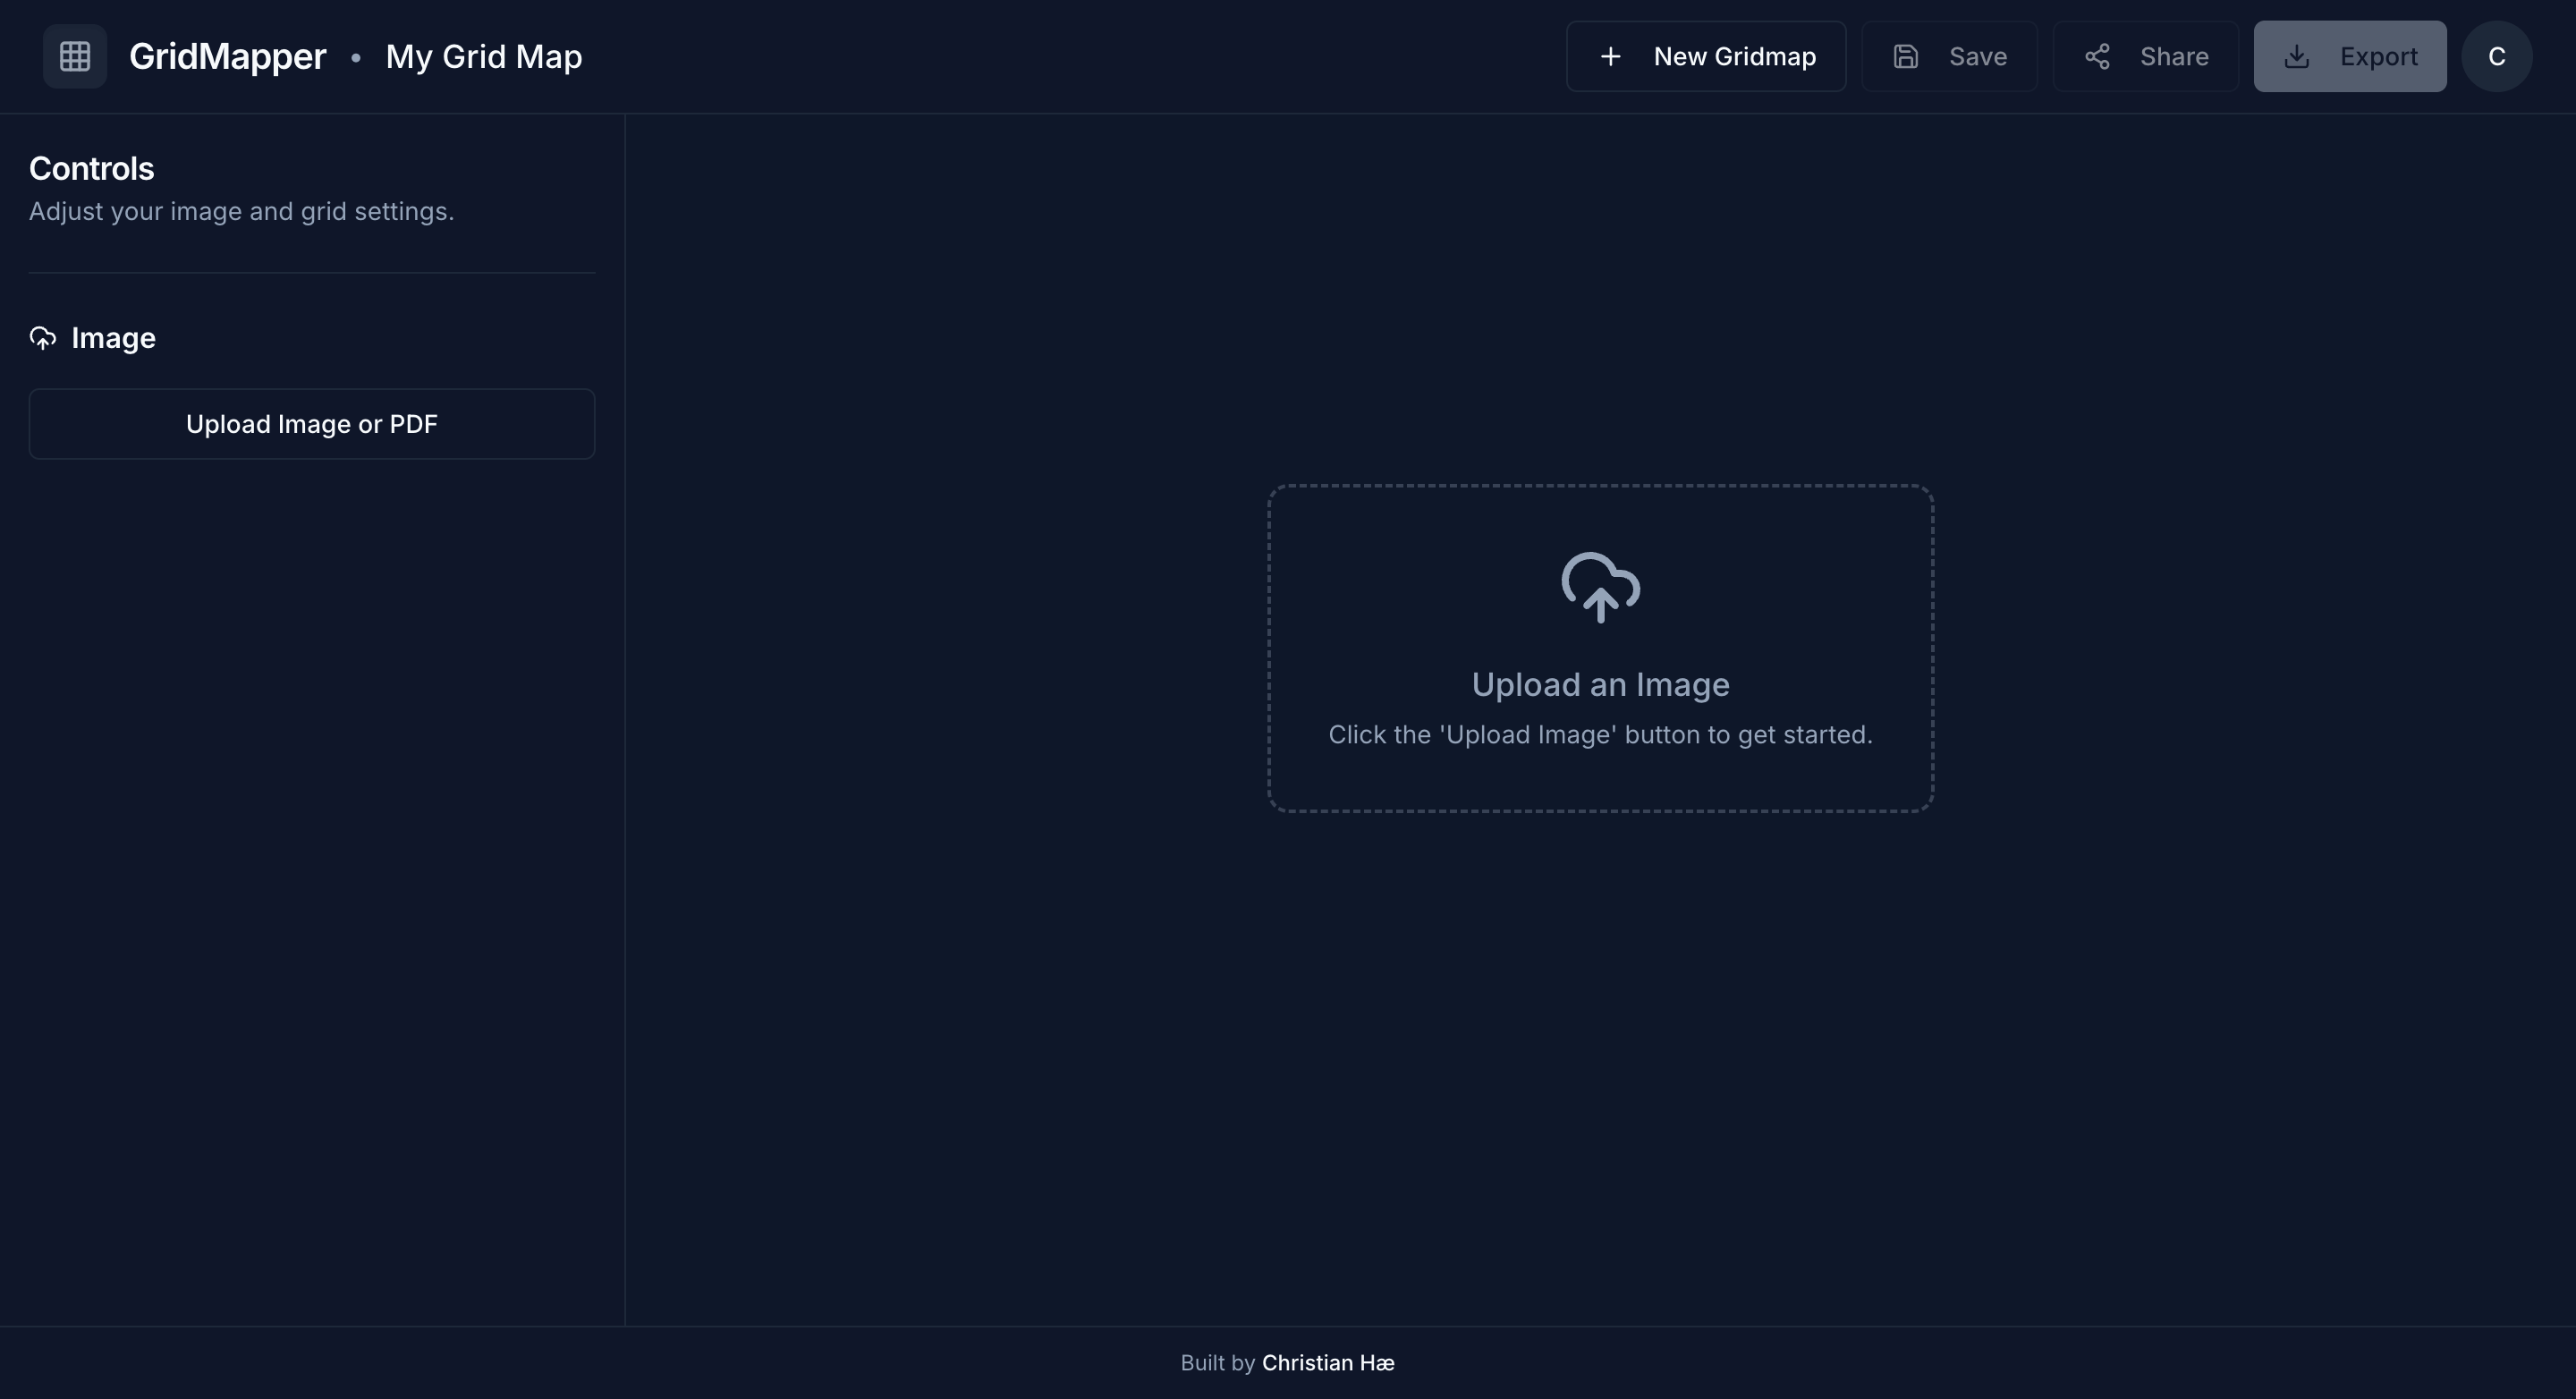 GridMapper • My Grid Map
New Gridmap
Save
Share
Export
C
Controls
Adjust your image and grid settings.
Image
Upload Image or PDF
Upload an Image
Click the 'Upload Image' button to get started.
Built by Christian Hæ